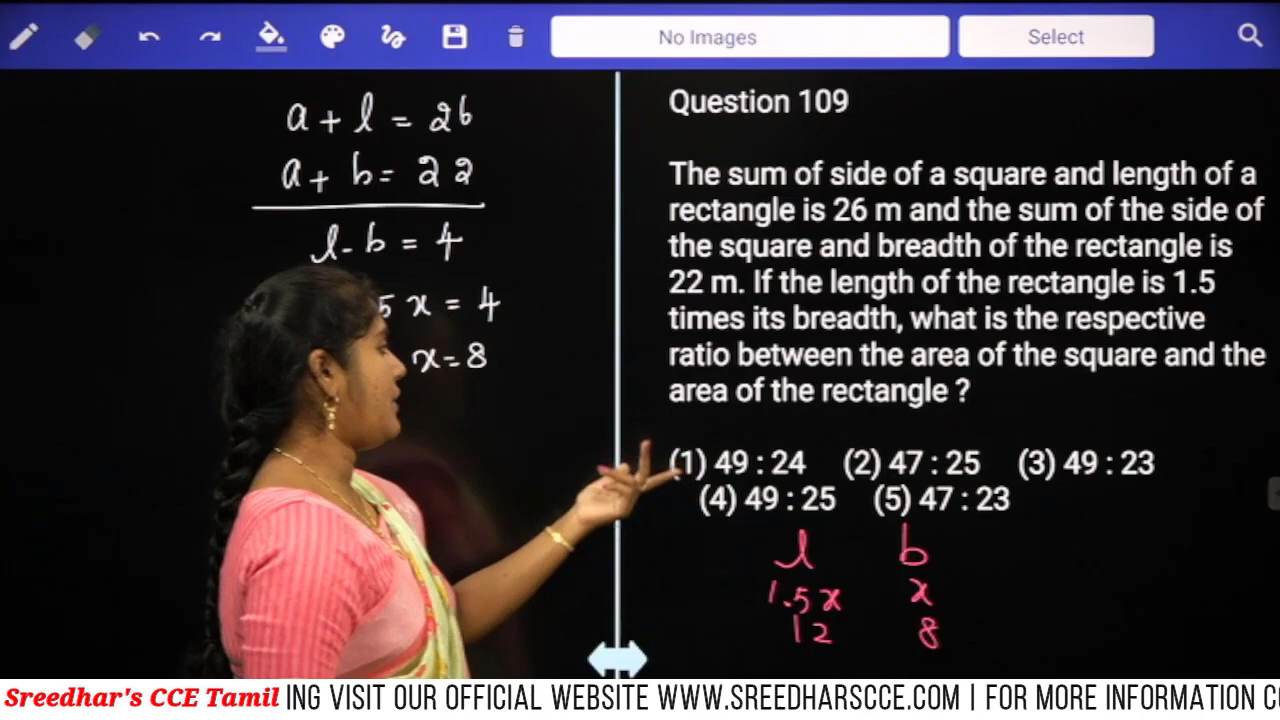 No Images
Select
a + l = 26
a + b = 22
l - b = 4
5 x = 4
x = 8
Question 109
The sum of side of a square and length of a
rectangle is 26 m and the sum of the side of
the square and breadth of the rectangle is
22 m. If the length of the rectangle is 1.5
times its breadth, what is the respective
ratio between the area of the square and the
area of the rectangle ?
(1) 49 : 24 (2) 47 : 25 (3) 49 : 23
(4) 49 : 25 (5) 47 : 23
l b
1.5x x
12 8
Sreedhar's CCE Tamil ING VISIT OUR OFFICIAL WEBSITE WWW.SREEDHARSCCE.COM | FOR MORE INFORMATION C